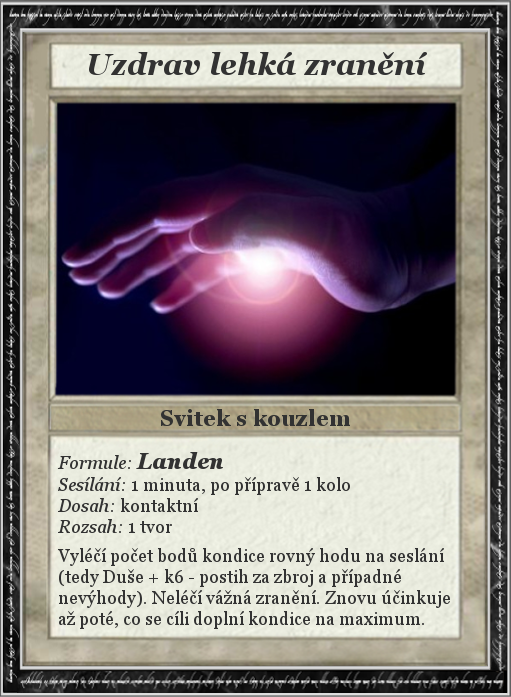 Uzdrav lehká zranění
Svitek s kouzlem
Formule: Landen
Sesílání: 1 minuta, po přípravě 1 kolo
Dosah: kontaktní
Rozsah: 1 tvor
Vyléčí počet bodů kondice rovný hodu na seslání
(tedy Duše + k6 - postih za zbroj a případné
nevýhody). Neléčí vážná zranění. Znovu účinkuje
až poté, co se cíli doplní kondice na maximum.